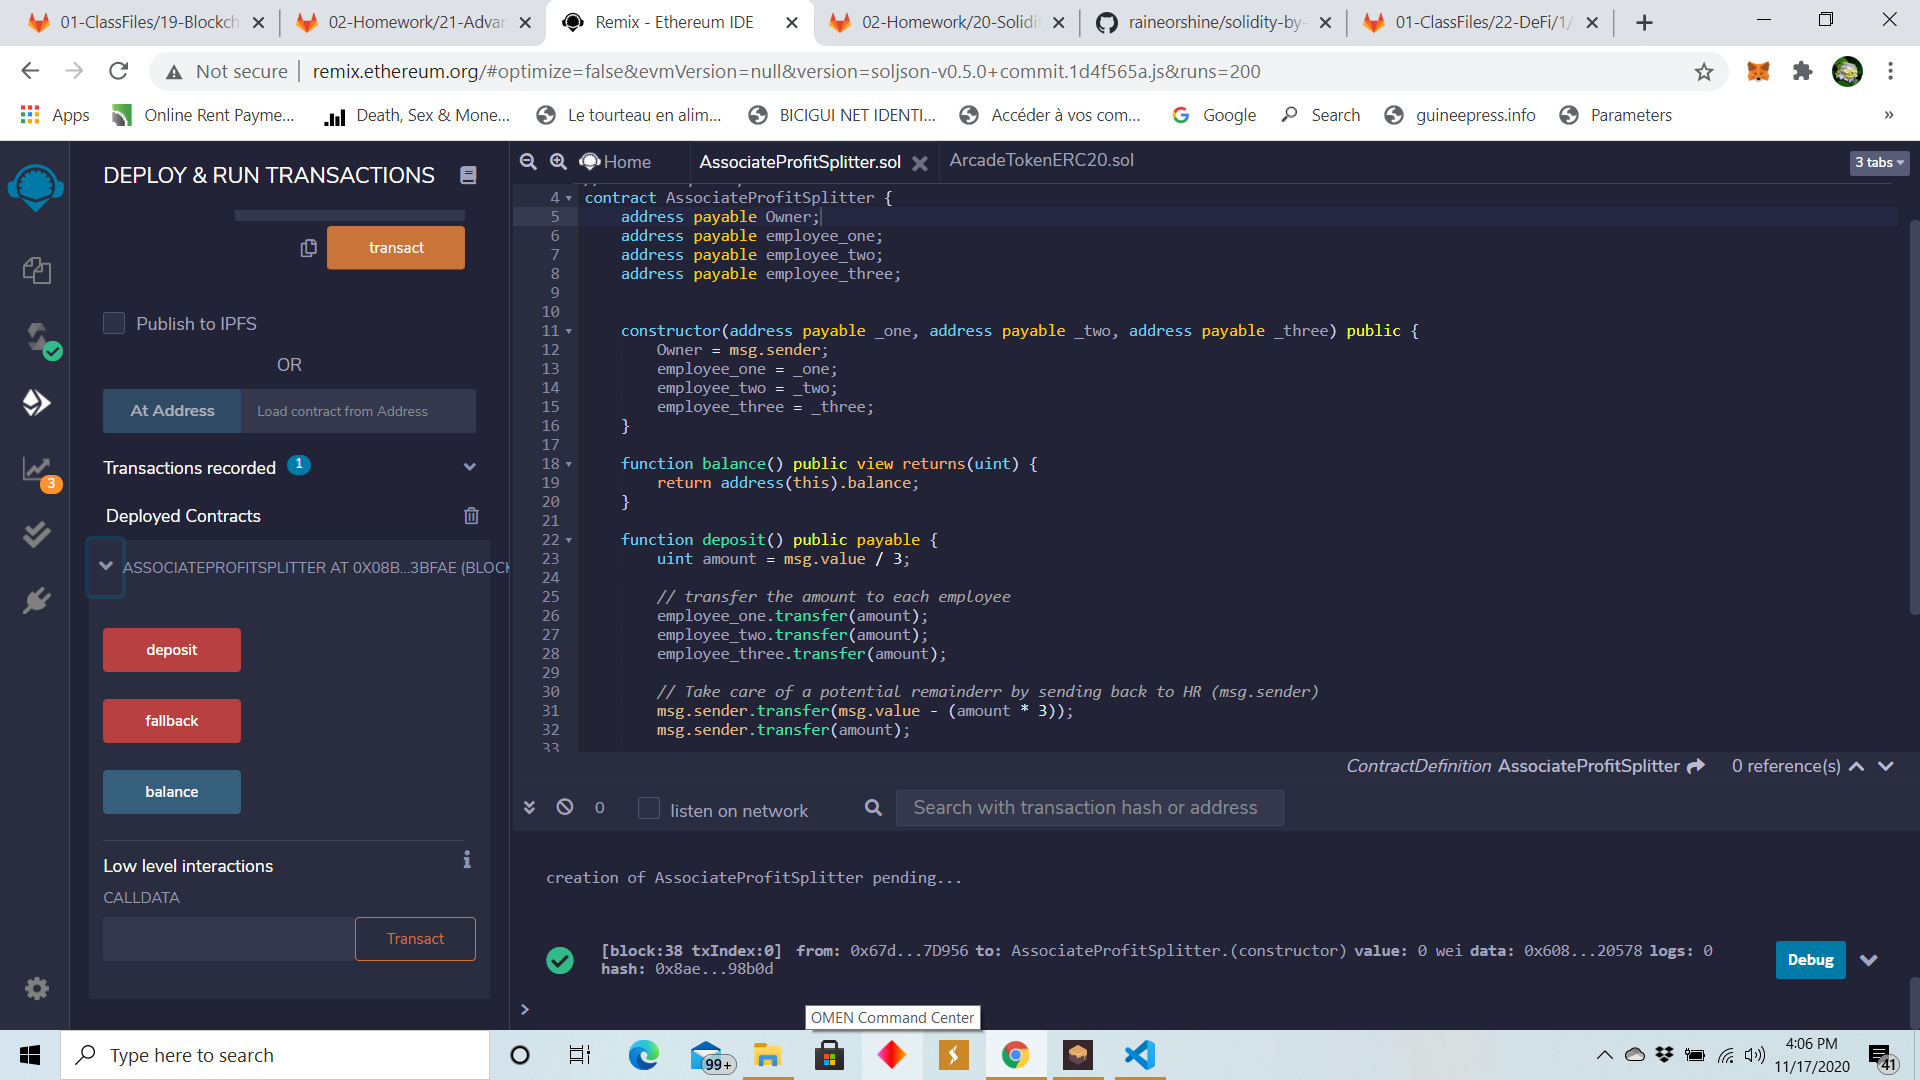 01-ClassFiles/19-Blockch
02-Homework/21-Advan
Remix - Ethereum IDE
02-Homework/20-Solidit
raineorshine/solidity-by-
01-ClassFiles/22-DeFi/1/
Not secure
remix.ethereum.org/#optimize=false&evmVersion=null&version=soljson-v0.5.0+commit.1d4f565a.js&runs=200
Apps
Online Rent Payme...
Death, Sex & Mone...
Le tourteau en alim...
BICIGUI NET IDENTI...
Accéder à vos com...
Google
Search
guineepress.info
Parameters
»
DEPLOY & RUN TRANSACTIONS
transact
Publish to IPFS
OR
At Address
Load contract from Address
Transactions recorded 1
Deployed Contracts
ASSOCIATEPROFITSPLITTER AT 0X08B...3BFAE (BLOCK
deposit
fallback
balance
Low level interactions
CALLDATA
Transact
3
Home
AssociateProfitSplitter.sol
ArcadeTokenERC20.sol
3 tabs
4 contract AssociateProfitSplitter {
5 address payable Owner;
6 address payable employee_one;
7 address payable employee_two;
8 address payable employee_three;
9
10
11 constructor(address payable _one, address payable _two, address payable _three) public {
12 Owner = msg.sender;
13 employee_one = _one;
14 employee_two = _two;
15 employee_three = _three;
16 }
17
18 function balance() public view returns(uint) {
19 return address(this).balance;
20 }
21
22 function deposit() public payable {
23 uint amount = msg.value / 3;
24
25 // transfer the amount to each employee
26 employee_one.transfer(amount);
27 employee_two.transfer(amount);
28 employee_three.transfer(amount);
29
30 // Take care of a potential remainderr by sending back to HR (msg.sender)
31 msg.sender.transfer(msg.value - (amount * 3));
32 msg.sender.transfer(amount);
33
ContractDefinition AssociateProfitSplitter
0 reference(s)
0
listen on network
Search with transaction hash or address
creation of AssociateProfitSplitter pending...
[block:38 txIndex:0] from: 0x67d...7D956 to: AssociateProfitSplitter.(constructor) value: 0 wei data: 0x608...20578 logs: 0
hash: 0x8ae...98b0d
Debug
>
OMEN Command Center
Type here to search
99+
4:06 PM
11/17/2020
41